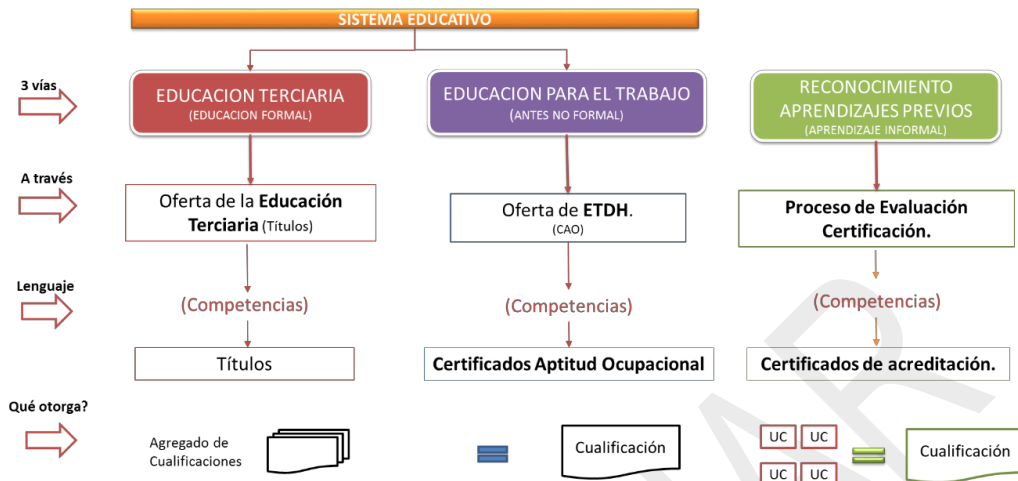 SISTEMA EDUCATIVO
3 vías
EDUCACION TERCIARIA
(EDUCACION FORMAL)
EDUCACION PARA EL TRABAJO
(ANTES NO FORMAL)
RECONOCIMIENTO
APRENDIZAJES PREVIOS
(APRENDIZAJE INFORMAL)
A través
Oferta de la Educación
Terciaria (Títulos)
Oferta de ETDH.
(CAO)
Proceso de Evaluación
Certificación.
Lenguaje
(Competencias)
(Competencias)
(Competencias)
Títulos
Certificados Aptitud Ocupacional
Certificados de acreditación.
Qué otorga?
Agregado de
Cualificaciones
Cualificación
UC UC
UC UC
Cualificación